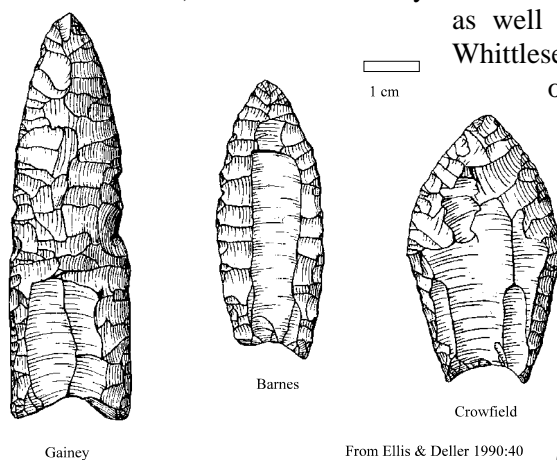 as well
Whittlese
1 cm
Barnes
Crowfield
Gainey
From Ellis & Deller 1990:40